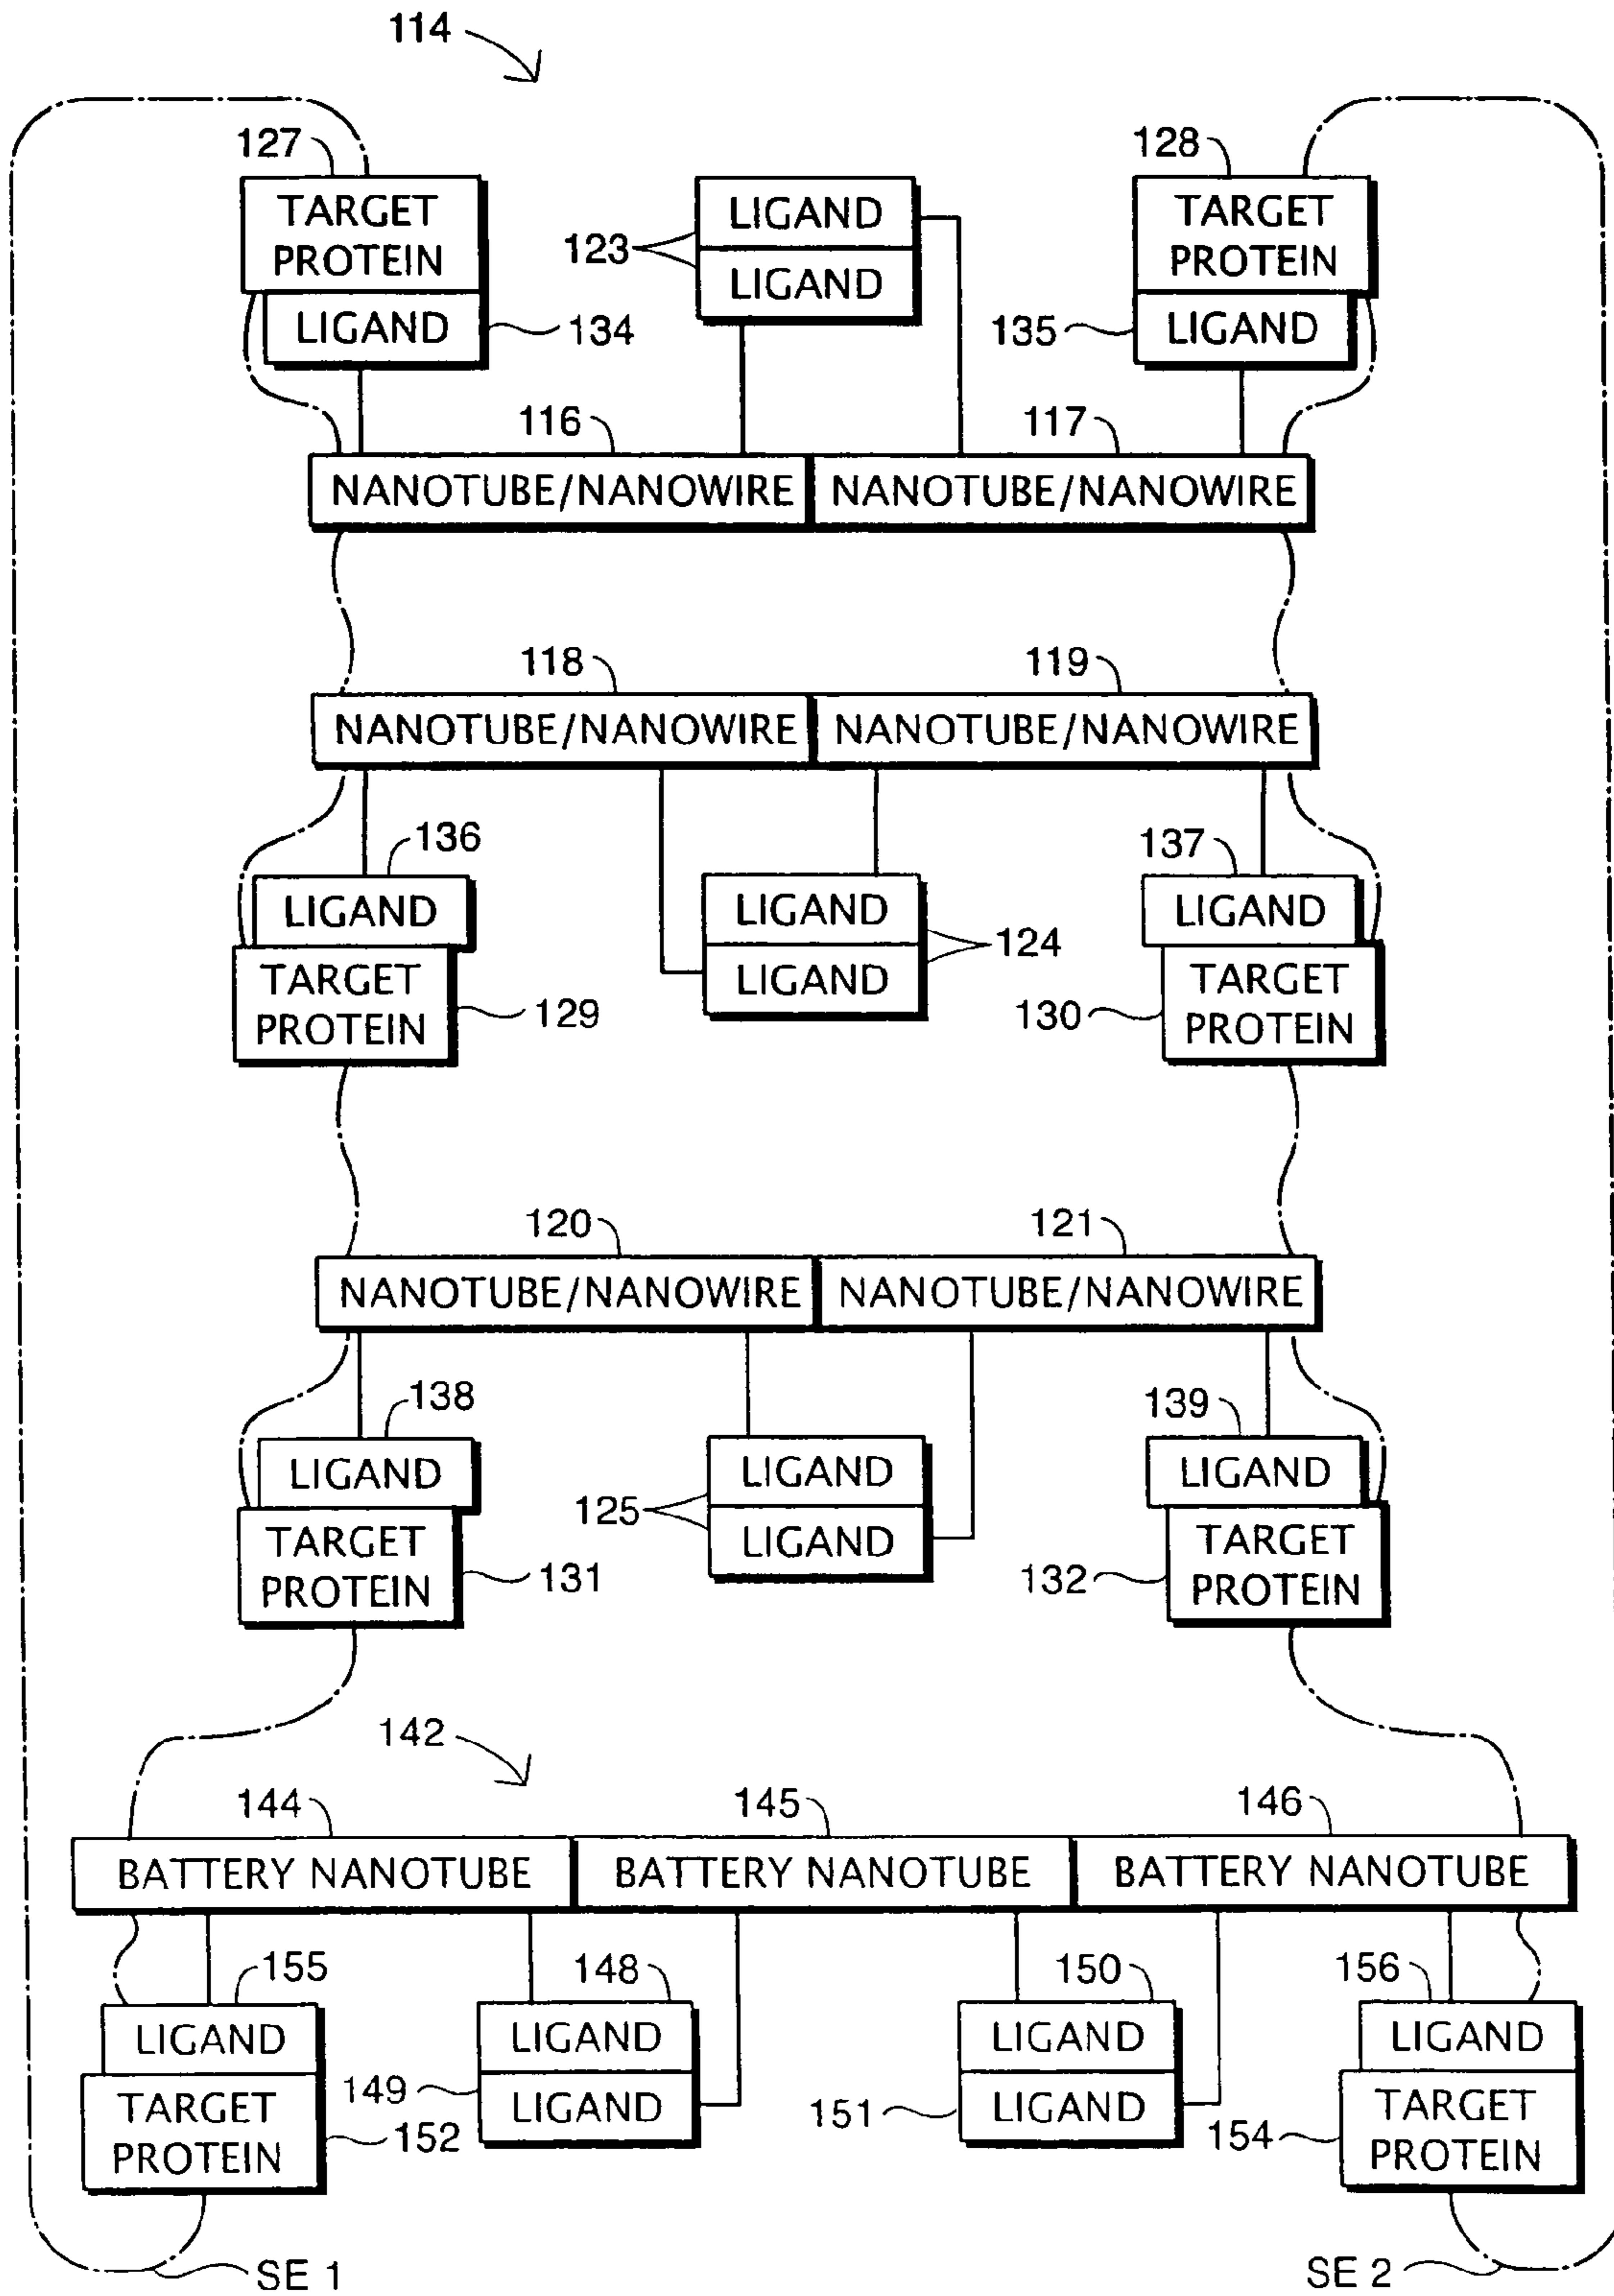 114
127
128
TARGET
PROTEIN
LIGAND
134
123
LIGAND
LIGAND
TARGET
PROTEIN
135
LIGAND
116
117
NANOTUBE/NANOWIRE
NANOTUBE/NANOWIRE
118
119
NANOTUBE/NANOWIRE
NANOTUBE/NANOWIRE
136
LIGAND
TARGET
PROTEIN
129
LIGAND
LIGAND
124
137
LIGAND
130
TARGET
PROTEIN
120
121
NANOTUBE/NANOWIRE
NANOTUBE/NANOWIRE
138
LIGAND
TARGET
PROTEIN
131
125
LIGAND
LIGAND
139
LIGAND
132
TARGET
PROTEIN
142
144
145
146
BATTERY NANOTUBE
BATTERY NANOTUBE
BATTERY NANOTUBE
155
LIGAND
TARGET
PROTEIN
152
148
LIGAND
149
LIGAND
150
LIGAND
151
LIGAND
156
LIGAND
154
TARGET
PROTEIN
SE 1
SE 2